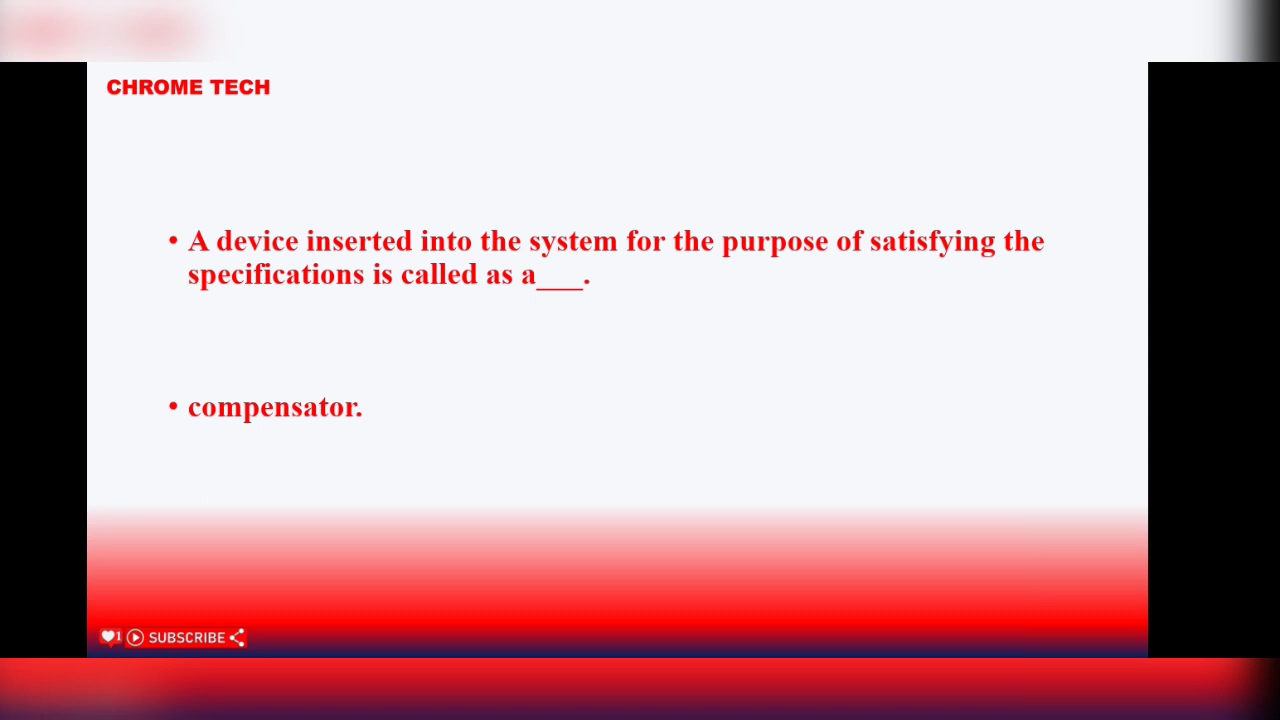 CHROME TECH
• A device inserted into the system for the purpose of satisfying the
specifications is called as a___.
• compensator.
1 SUBSCRIBE